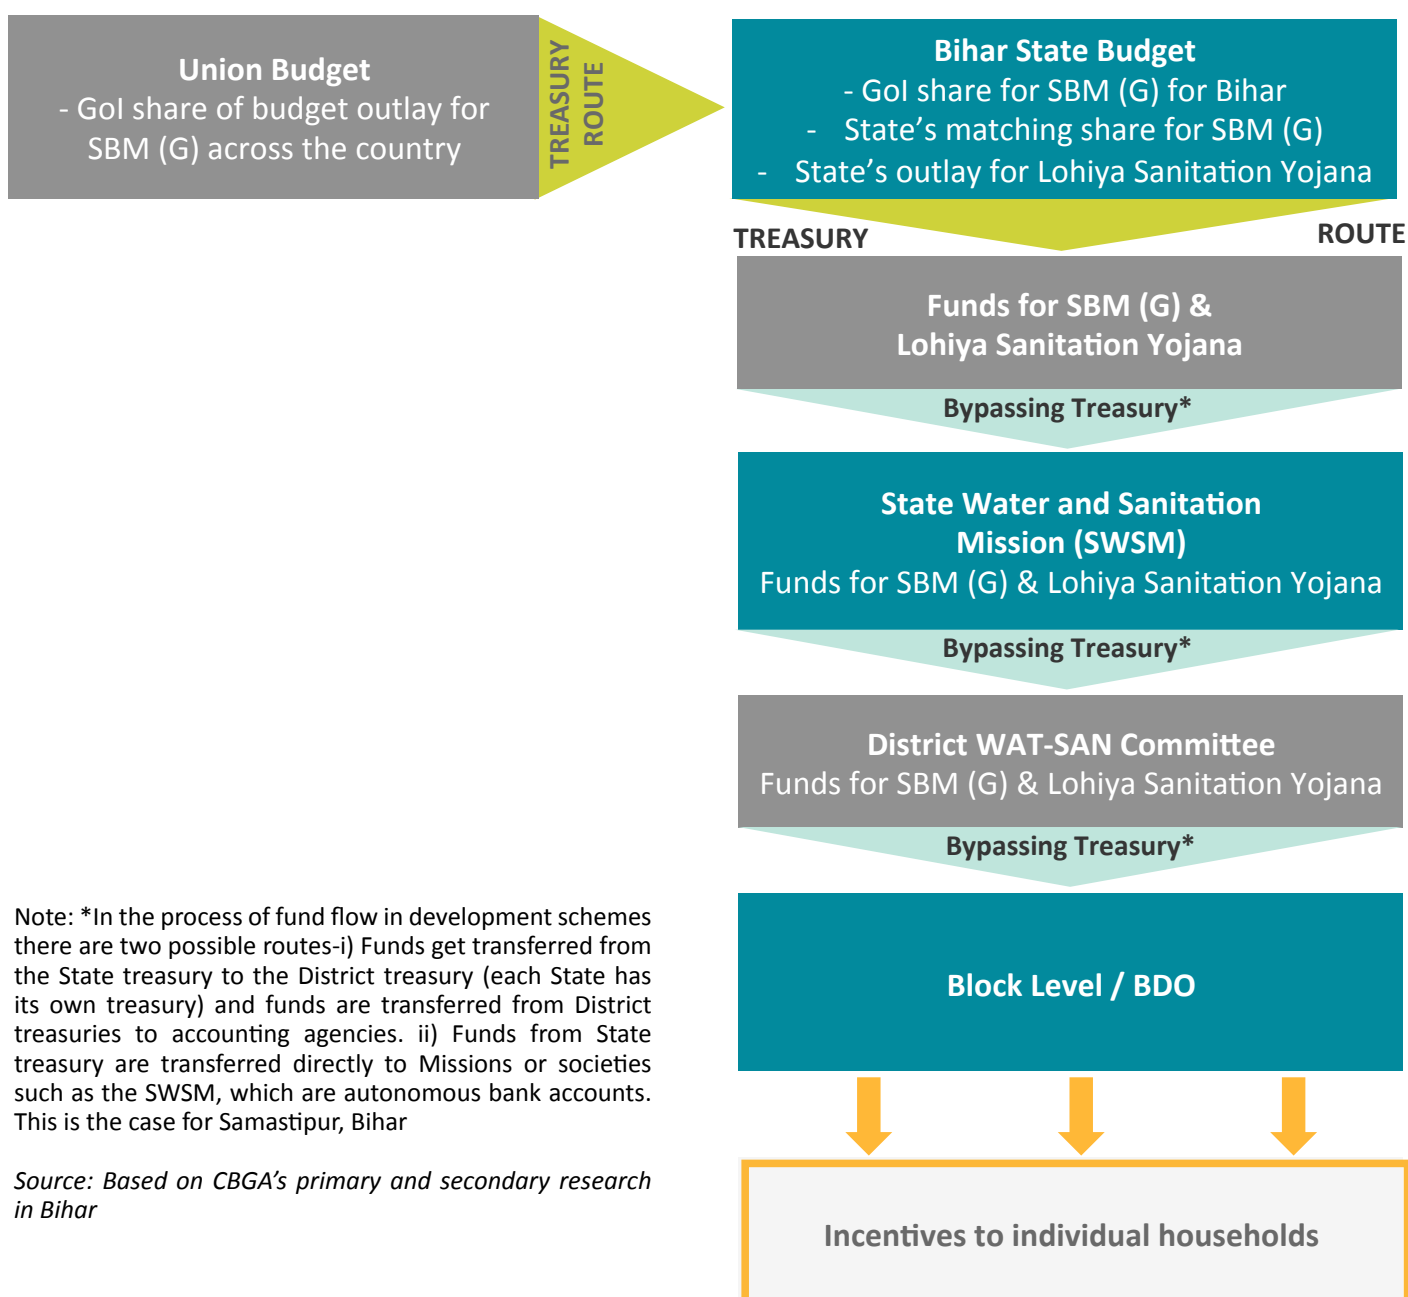 Union Budget
- GoI share of budget outlay for
SBM (G) across the country
TREASURY
ROUTE
Bihar State Budget
- GoI share for SBM (G) for Bihar
- State’s matching share for SBM (G)
- State’s outlay for Lohiya Sanitation Yojana
TREASURY ROUTE
Funds for SBM (G) &
Lohiya Sanitation Yojana
Bypassing Treasury*
State Water and Sanitation
Mission (SWSM)
Funds for SBM (G) & Lohiya Sanitation Yojana
Bypassing Treasury*
District WAT-SAN Committee
Funds for SBM (G) & Lohiya Sanitation Yojana
Bypassing Treasury*
Block Level / BDO
Incentives to individual households
Note: *In the process of fund flow in development schemes
there are two possible routes-i) Funds get transferred from
the State treasury to the District treasury (each State has
its own treasury) and funds are transferred from District
treasuries to accounting agencies. ii) Funds from State
treasury are transferred directly to Missions or societies
such as the SWSM, which are autonomous bank accounts.
This is the case for Samastipur, Bihar
Source: Based on CBGA’s primary and secondary research
in Bihar